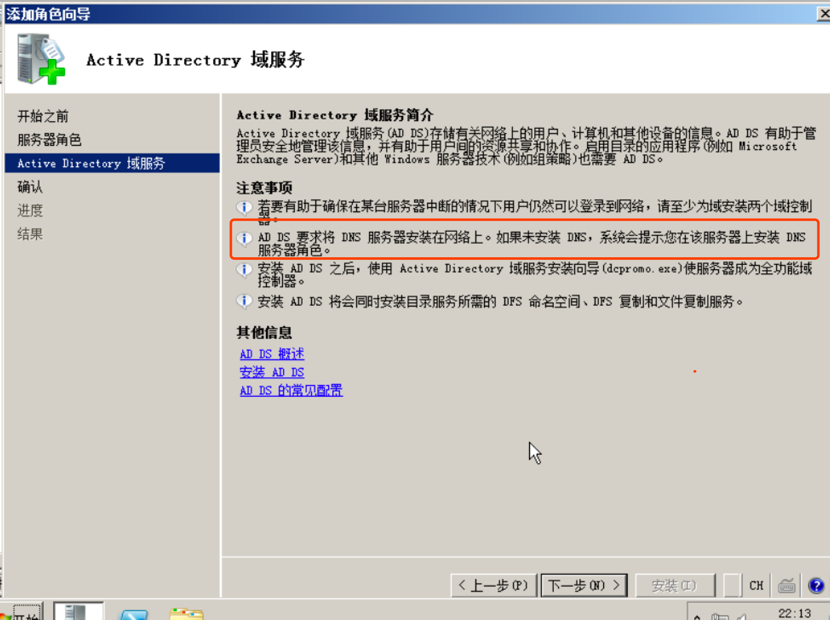 添加角色向导
Active Directory 域服务
开始之前
服务器角色
Active Directory 域服务
确认
进度
结果
Active Directory 域服务简介
Active Directory 域服务(AD DS)存储有关网络上的用户、计算机和其他设备的信息。AD DS 有助于管
理员安全地管理该信息，并有助于用户间的资源共享和协作。启用目录的应用程序(例如 Microsoft
Exchange Server)和其他 Windows 服务器技术(例如组策略)也需要 AD DS。
注意事项
若要有助于确保在某台服务器中断的情况下用户仍然可以登录到网络，请至少为域安装两个域控制
器。
AD DS 要求将 DNS 服务器安装在网络上。如果未安装 DNS，系统会提示您在该服务器上安装 DNS
服务器角色。
安装 AD DS 之后，使用 Active Directory 域服务安装向导(dcpromo.exe)使服务器成为全功能域
控制器。
安装 AD DS 将会同时安装目录服务所需的 DFS 命名空间、DFS 复制和文件复制服务。
其他信息
AD DS 概述
安装 AD DS
AD DS 的常见配置
< 上一步(P) 下一步(N) > 安装(I) CH
开始 22:13